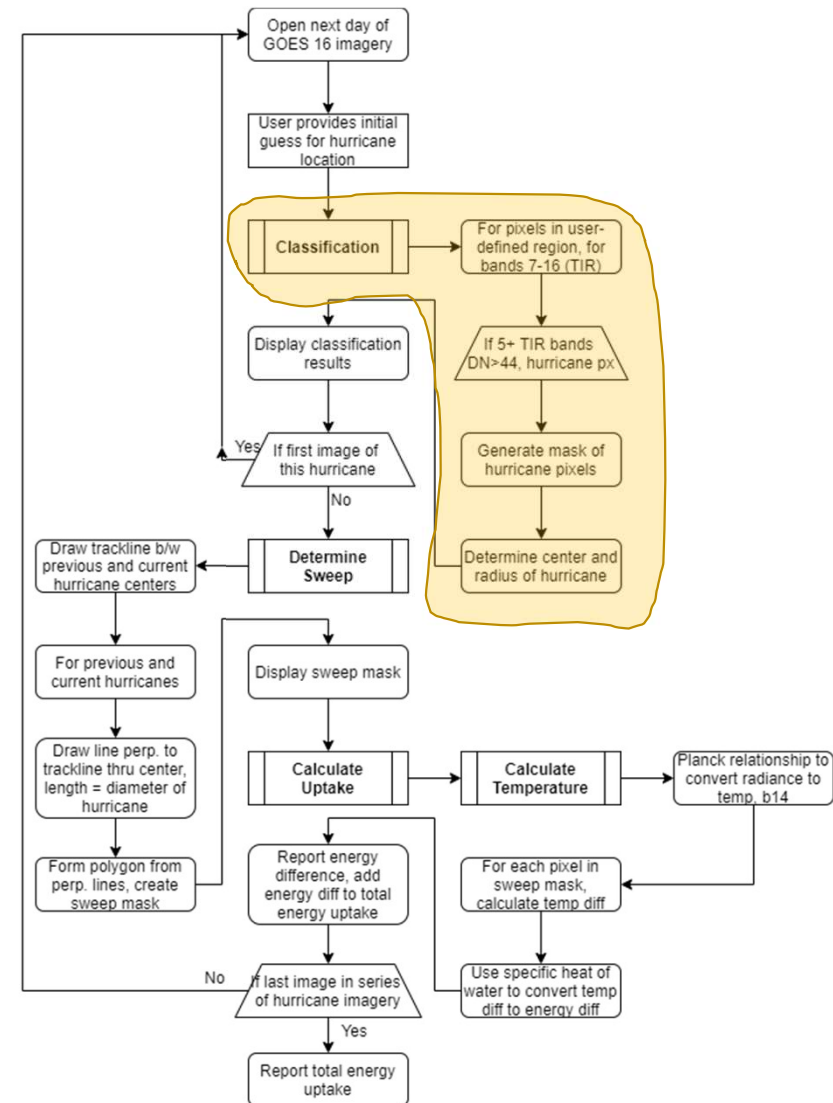 Open next day of
GOES 16 imagery
User provides initial
guess for hurricane
location
Classification
For pixels in user-
defined region, for
bands 7-16 (TIR)
If 5+ TIR bands
DN>44, hurricane px
Generate mask of
hurricane pixels
Determine center and
radius of hurricane
Display classification
results
If first image of
this hurricane
Yes
No
Determine
Sweep
Draw trackline b/w
previous and current
hurricane centers
For previous and
current hurricanes
Draw line perp. to
trackline thru center,
length = diameter of
hurricane
Form polygon from
perp. lines, create
sweep mask
Display sweep mask
Calculate
Uptake
Calculate
Temperature
Planck relationship to
convert radiance to
temp, b14
For each pixel in
sweep mask,
calculate temp diff
Use specific heat of
water to convert temp
diff to energy diff
Report energy
difference, add
energy diff to total
energy uptake
If last image in series
of hurricane imagery
No
Yes
Report total energy
uptake